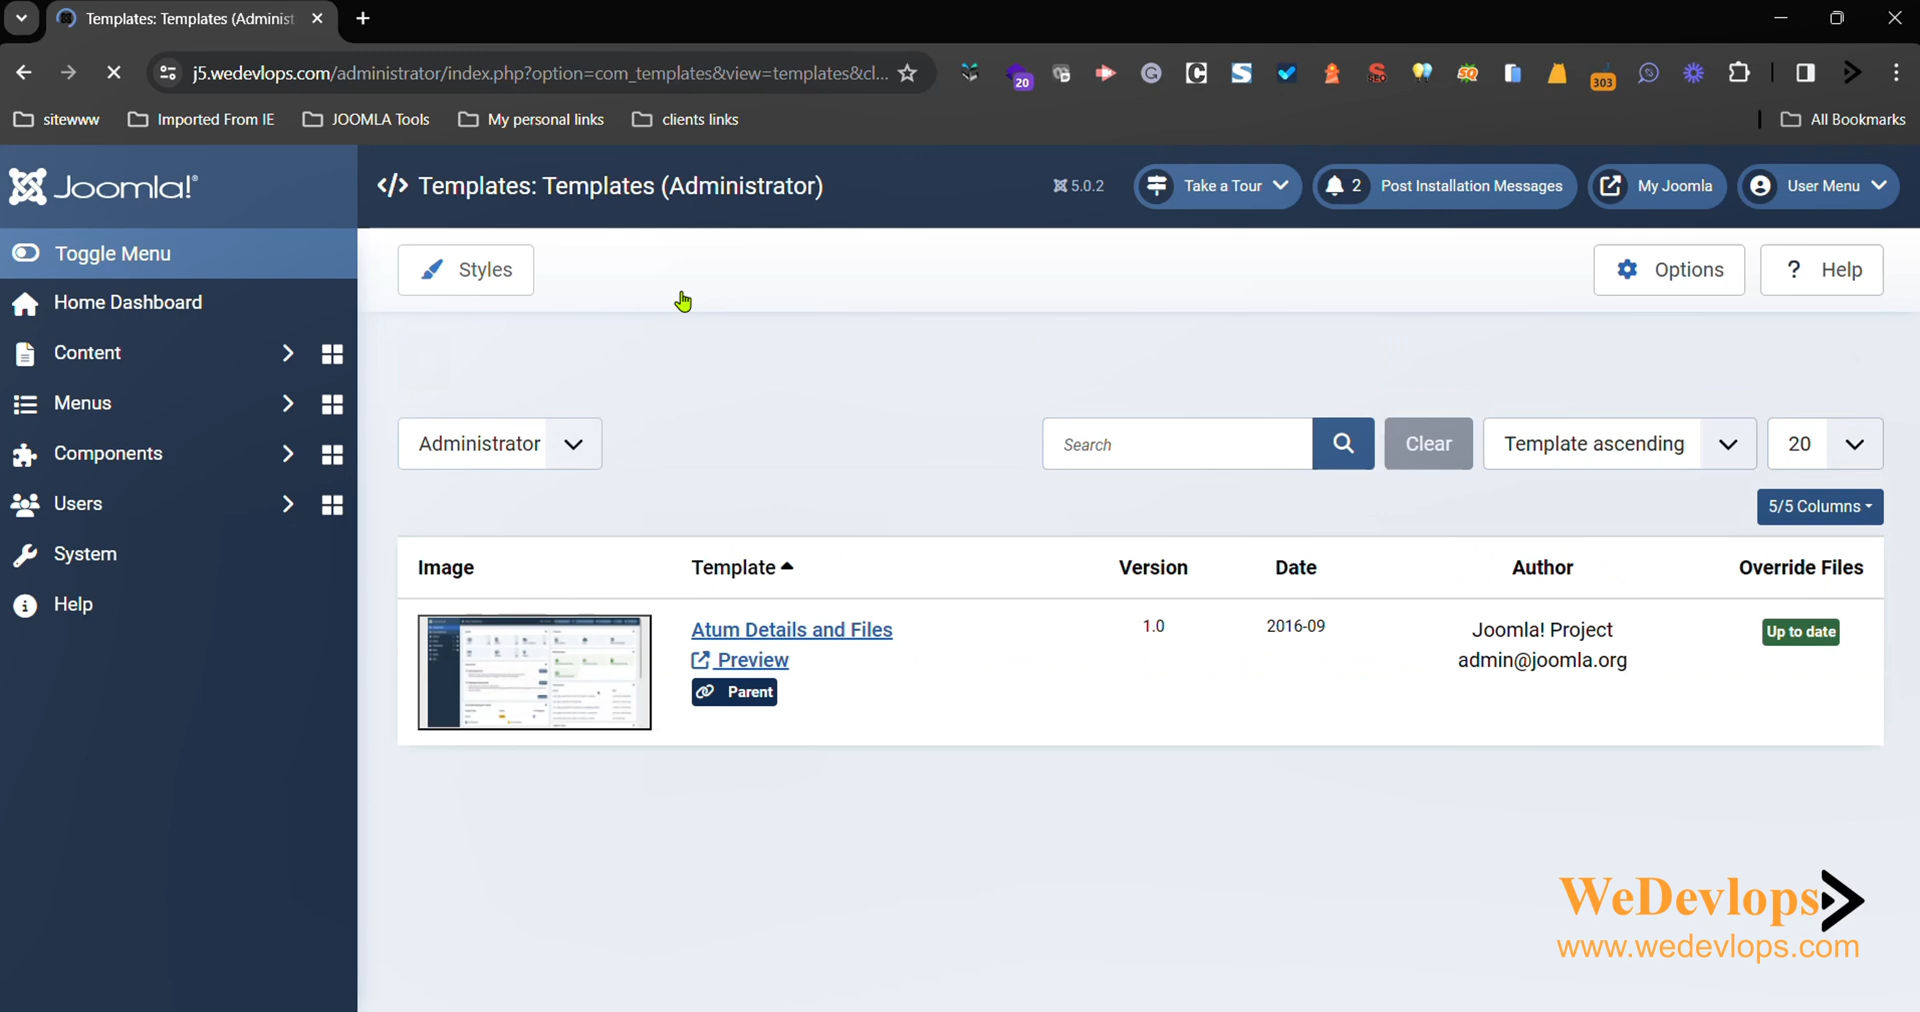 Templates: Templates (Administ
j5.wedevlops.com/administrator/index.php?option=com_templates&view=templates&cl...
20
303
sitewww
Imported From IE
JOOMLA Tools
My personal links
clients links
All Bookmarks
Joomla!®
</> Templates: Templates (Administrator)
5.0.2
Take a Tour
2 Post Installation Messages
My Joomla
User Menu
Toggle Menu
Home Dashboard
Content
Menus
Components
Users
System
Help
Styles
Options
? Help
Administrator
Search
Clear
Template ascending
20
5/5 Columns
Image Template Version Date Author Override Files
Atum Details and Files 1.0 2016-09 Joomla! Project Up to date
Preview admin@joomla.org
Parent
WeDevlops
www.wedevlops.com